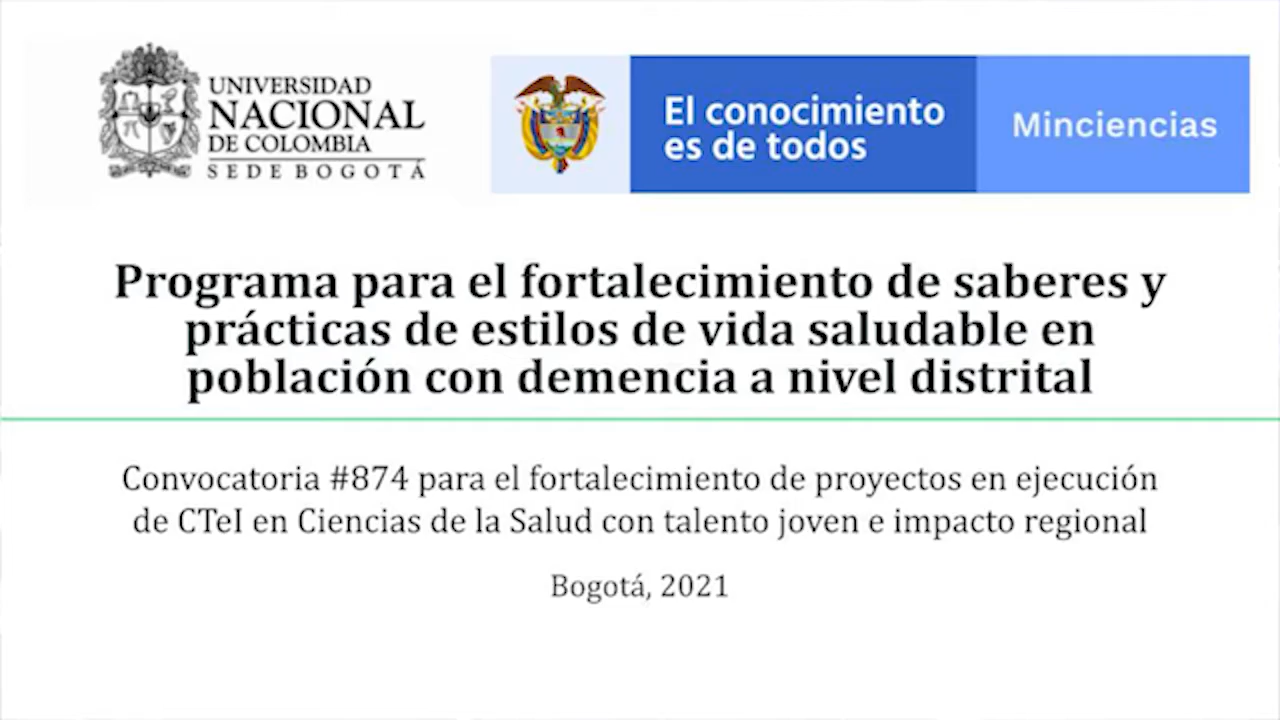 UNIVERSIDAD
NACIONAL
DE COLOMBIA
SEDE BOGOTÁ
El conocimiento
es de todos
Minciencias
Programa para el fortalecimiento de saberes y
prácticas de estilos de vida saludable en
población con demencia a nivel distrital
Convocatoria #874 para el fortalecimiento de proyectos en ejecución
de CTeI en Ciencias de la Salud con talento joven e impacto regional
Bogotá, 2021